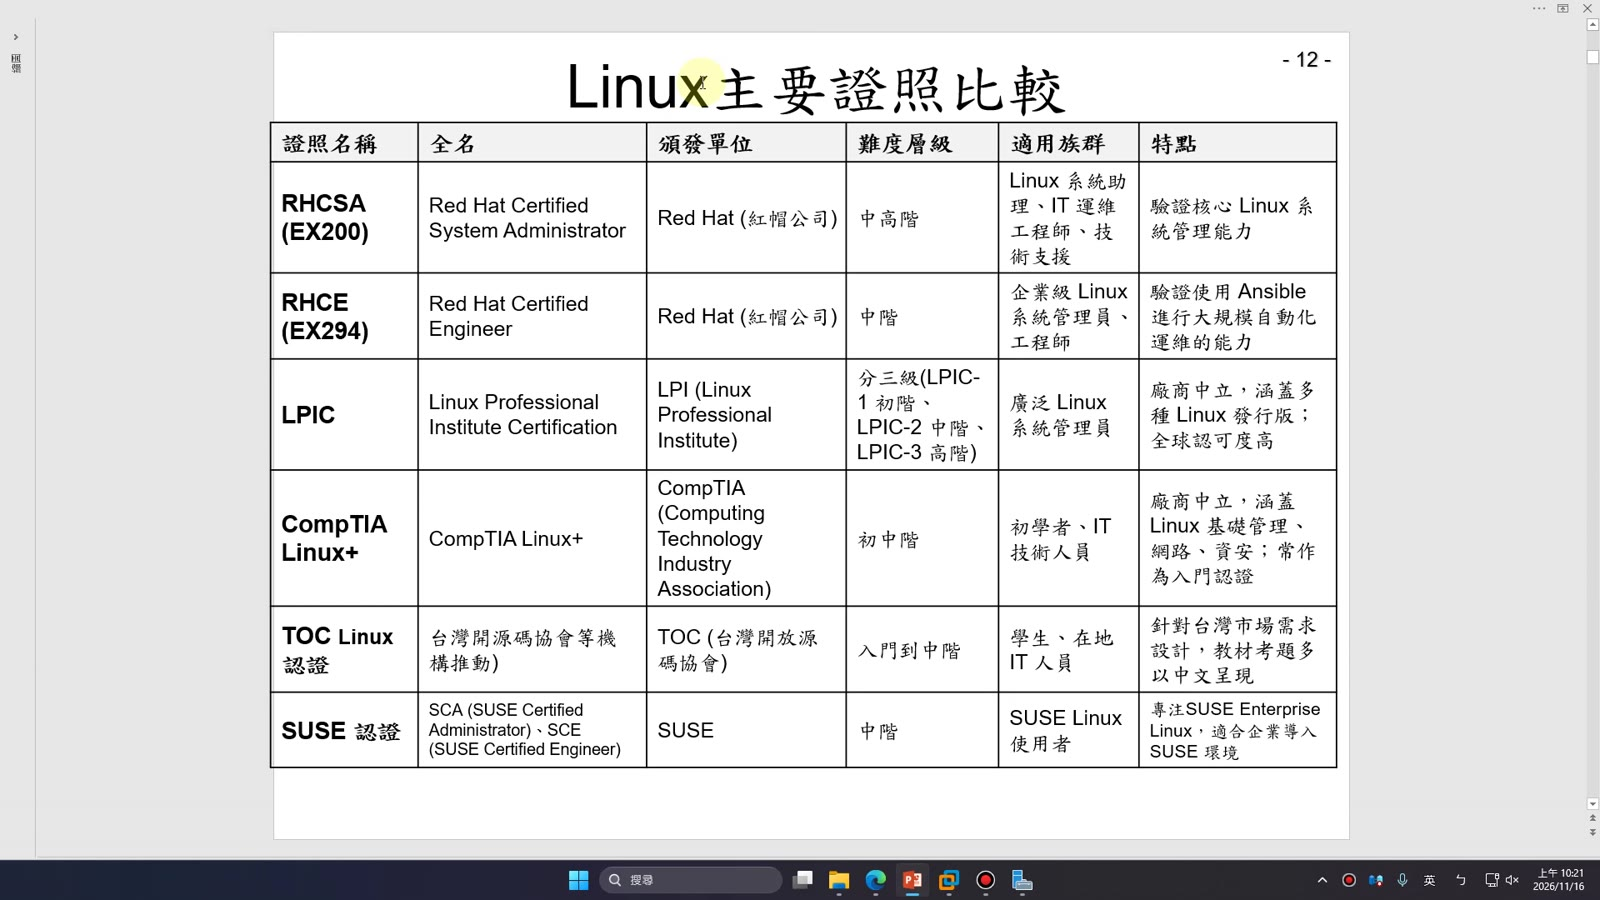 - 12 -
Linux主要證照比較
證照名稱 全名 頒發單位 難度層級 適用族群 特點
RHCSA
(EX200)
Red Hat Certified
System Administrator
Red Hat (紅帽公司)
中高階
Linux 系統助
理、IT 運維
工程師、技
術支援
驗證核心 Linux 系
統管理能力
RHCE
(EX294)
Red Hat Certified
Engineer
Red Hat (紅帽公司)
中階
企業級 Linux
系統管理員、
工程師
驗證使用 Ansible
進行大規模自動化
運維的能力
LPIC
Linux Professional
Institute Certification
LPI (Linux
Professional
Institute)
分三級(LPIC-
1 初階、
LPIC-2 中階、
LPIC-3 高階)
廣泛 Linux
系統管理員
廠商中立，涵蓋多
種 Linux 發行版；
全球認可度高
CompTIA
Linux+
CompTIA Linux+
CompTIA
(Computing
Technology
Industry
Association)
初中階
初學者、IT
技術人員
廠商中立，涵蓋
Linux 基礎管理、
網路、資安；常作
為入門認證
TOC Linux
認證
台灣開源碼協會等機
構推動)
TOC (台灣開放源
碼協會)
入門到中階
學生、在地
IT 人員
針對台灣市場需求
設計，教材考題多
以中文呈現
SUSE 認證
SCA (SUSE Certified
Administrator)、SCE
(SUSE Certified Engineer)
SUSE
中階
SUSE Linux
使用者
專注SUSE Enterprise
Linux，適合企業導入
SUSE 環境
搜尋
英
ㄅ
上午 10:21
2026/11/16